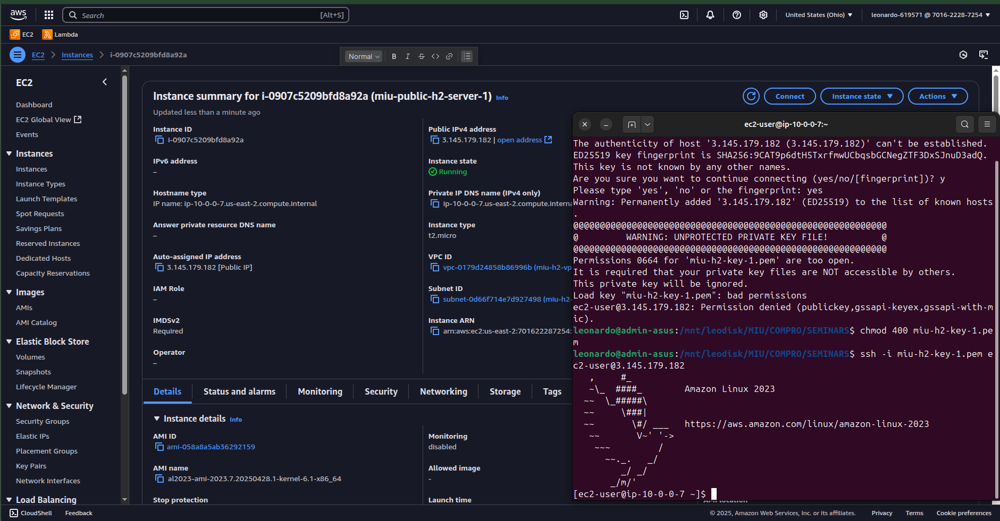 aws
Search [Alt+S]
United States (Ohio)
leonardo-619571 @ 7016-2228-7254
EC2
Lambda
EC2
Instances
i-0907c5209bfd8a92a
Normal B I S <>
EC2
Dashboard
EC2 Global View
Events
Instances
Instances
Instance Types
Launch Templates
Spot Requests
Savings Plans
Reserved Instances
Dedicated Hosts
Capacity Reservations
Images
AMIs
AMI Catalog
Elastic Block Store
Volumes
Snapshots
Lifecycle Manager
Network & Security
Security Groups
Elastic IPs
Placement Groups
Key Pairs
Network Interfaces
Load Balancing
Instance summary for i-0907c5209bfd8a92a (miu-public-h2-server-1) Info
Updated less than a minute ago
Connect
Instance state
Actions
Instance ID
i-0907c5209bfd8a92a
IPv6 address
–
Hostname type
IP name: ip-10-0-0-7.us-east-2.compute.internal
Answer private resource DNS name
–
Auto-assigned IP address
3.145.179.182 [Public IP]
IAM Role
–
IMDSv2
Required
Operator
–
Public IPv4 address
3.145.179.182 | open address
Instance state
Running
Private IP DNS name (IPv4 only)
ip-10-0-0-7.us-east-2.compute.interna
Instance type
t2.micro
VPC ID
vpc-0179d24858b86996b (miu-h2-vp
Subnet ID
subnet-0d66f714e7d927498 (miu-h2-
Instance ARN
arn:aws:ec2:us-east-2:701622287254:
Details
Status and alarms
Monitoring
Security
Networking
Storage
Tags
Instance details Info
AMI ID
ami-058a8a5ab36292159
AMI name
al2023-ami-2023.7.20250428.1-kernel-6.1-x86_64
Stop protection
Monitoring
disabled
Allowed image
-
Launch time
AMI location
ec2-user@ip-10-0-0-7:~
The authenticity of host '3.145.179.182 (3.145.179.182)' can't be established.
ED25519 key fingerprint is SHA256:9CAT9p6dtH5TxrfmwUCbqsbGCNegZTF3DxSJnuD3adQ.
This key is not known by any other names.
Are you sure you want to continue connecting (yes/no/[fingerprint])? y
Please type 'yes', 'no' or the fingerprint: yes
Warning: Permanently added '3.145.179.182' (ED25519) to the list of known hosts
.
@@@@@@@@@@@@@@@@@@@@@@@@@@@@@@@@@@@@@@@@@@@@@@@@@@@@@@@@@@@
@         WARNING: UNPROTECTED PRIVATE KEY FILE!          @
@@@@@@@@@@@@@@@@@@@@@@@@@@@@@@@@@@@@@@@@@@@@@@@@@@@@@@@@@@@
Permissions 0664 for 'miu-h2-key-1.pem' are too open.
It is required that your private key files are NOT accessible by others.
This private key will be ignored.
Load key "miu-h2-key-1.pem": bad permissions
ec2-user@3.145.179.182: Permission denied (publickey,gssapi-keyex,gssapi-with-m
ic).
leonardo@admin-asus:/mnt/leodisk/MIU/COMPRO/SEMINARS$ chmod 400 miu-h2-key-1.pe
m
leonardo@admin-asus:/mnt/leodisk/MIU/COMPRO/SEMINARS$ ssh -i miu-h2-key-1.pem e
c2-user@3.145.179.182
   ,     #_
   ~\_  ####_        Amazon Linux 2023
  ~~  \_#####\
  ~~     \###|
  ~~       \#/ ___   https://aws.amazon.com/linux/amazon-linux-2023
   ~~       V~' '->
    ~~~         /
      ~~._.   _/
         _/ _/
       _/m/'
[ec2-user@ip-10-0-0-7 ~]$
CloudShell
Feedback
© 2025, Amazon Web Services, Inc. or its affiliates.
Privacy
Terms
Cookie preferences